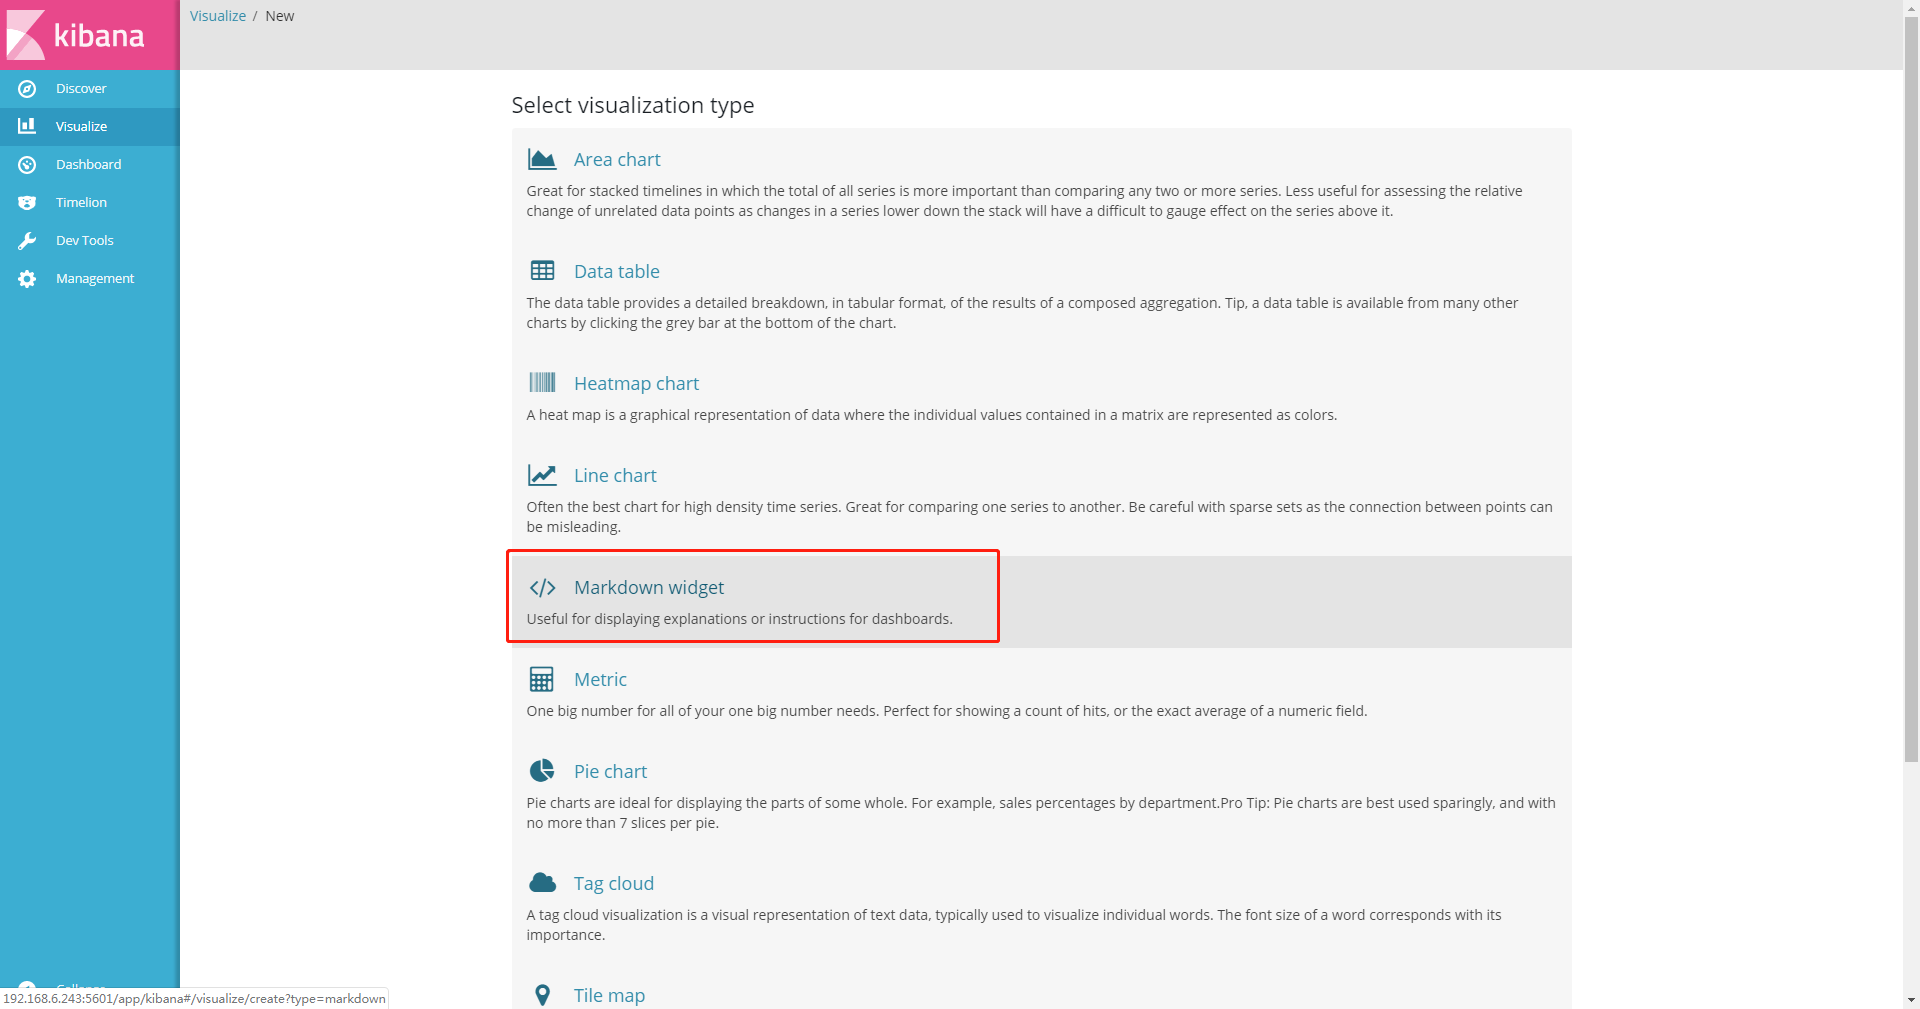 kibana
Visualize / New
Discover
Visualize
Dashboard
Timelion
Dev Tools
Management
Select visualization type
Area chart
Great for stacked timelines in which the total of all series is more important than comparing any two or more series. Less useful for assessing the relative
change of unrelated data points as changes in a series lower down the stack will have a difficult to gauge effect on the series above it.
Data table
The data table provides a detailed breakdown, in tabular format, of the results of a composed aggregation. Tip, a data table is available from many other
charts by clicking the grey bar at the bottom of the chart.
Heatmap chart
A heat map is a graphical representation of data where the individual values contained in a matrix are represented as colors.
Line chart
Often the best chart for high density time series. Great for comparing one series to another. Be careful with sparse sets as the connection between points can
be misleading.
Markdown widget
Useful for displaying explanations or instructions for dashboards.
Metric
One big number for all of your one big number needs. Perfect for showing a count of hits, or the exact average of a numeric field.
Pie chart
Pie charts are ideal for displaying the parts of some whole. For example, sales percentages by department.Pro Tip: Pie charts are best used sparingly, and with
no more than 7 slices per pie.
Tag cloud
A tag cloud visualization is a visual representation of text data, typically used to visualize individual words. The font size of a word corresponds with its
importance.
Tile map
192.168.6.243:5601/app/kibana#/visualize/create?type=markdown